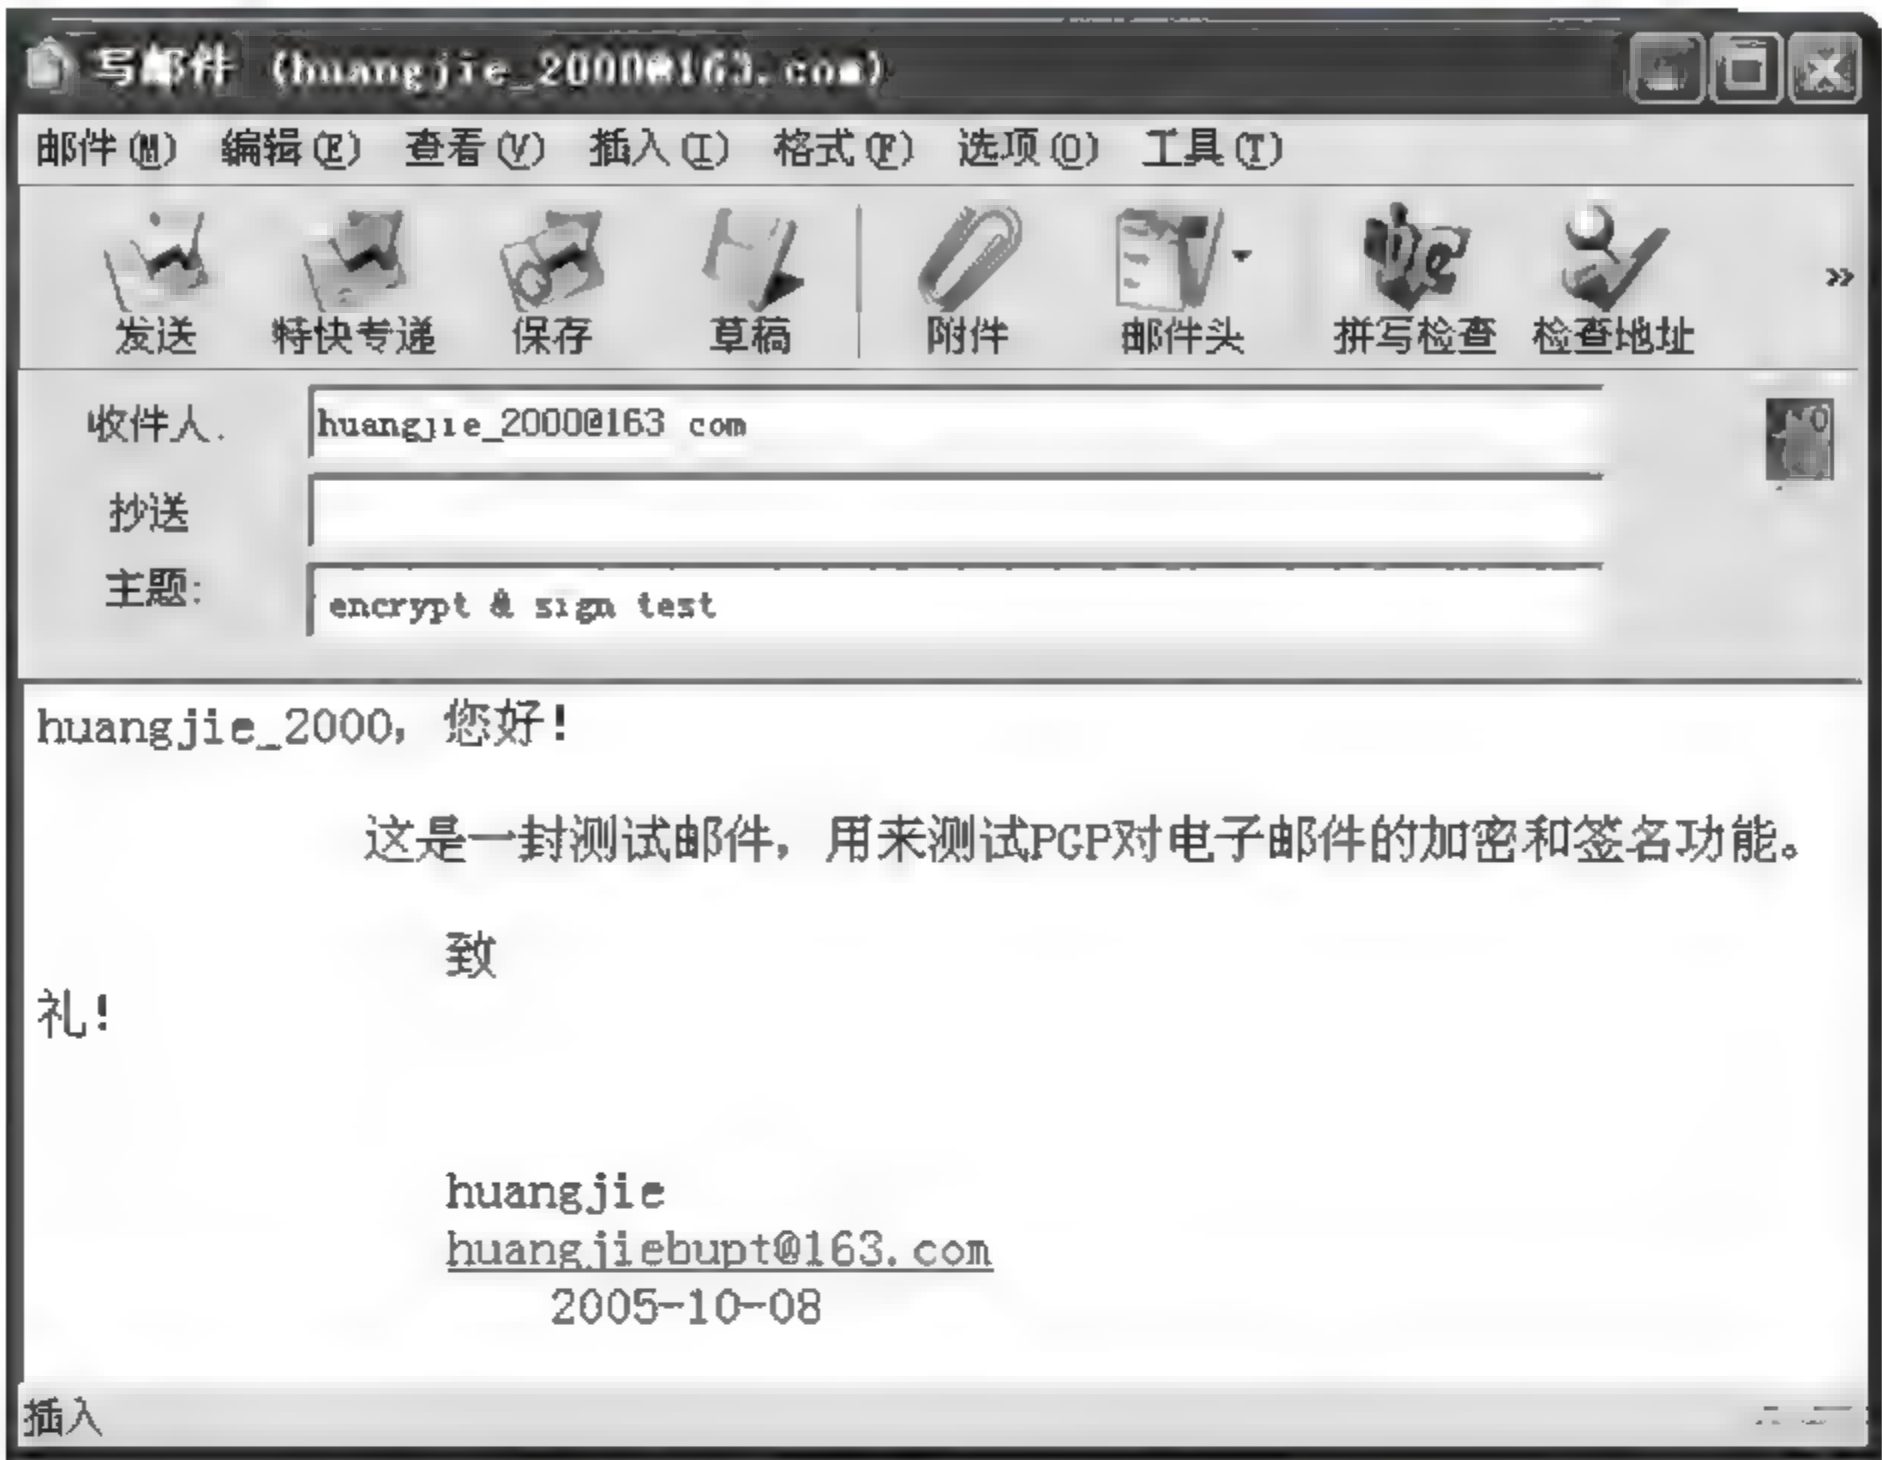 写邮件 (huangjie_2000@163.com)
邮件(M) 编辑(E) 查看(V) 插入(I) 格式(F) 选项(O) 工具(T)
发送 特快专递 保存 草稿 附件 邮件头 拼写检查 检查地址 »
收件人: huangjie_2000@163 com
抄送
主题: encrypt & sign test
huangjie_2000，您好!
这是一封测试邮件，用来测试PGP对电子邮件的加密和签名功能。
致
礼!
huangjie
huangjiebupt@163.com
2005-10-08
插入